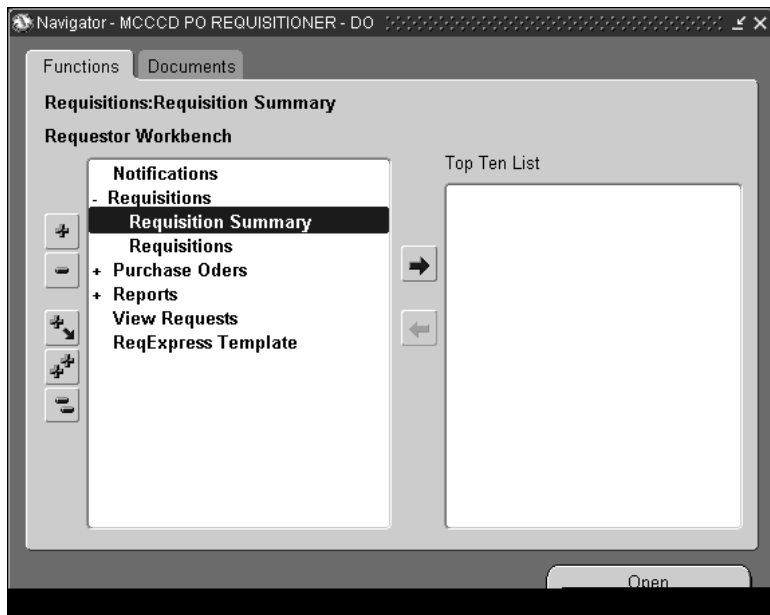 Navigator - MCCCD PO REQUISITIONER - DO
Functions Documents
Requisitions:Requisition Summary
Requestor Workbench
Top Ten List
Notifications
- Requisitions
Requisition Summary
Requisitions
+ Purchase Oders
+ Reports
View Requests
ReqExpress Template
Open